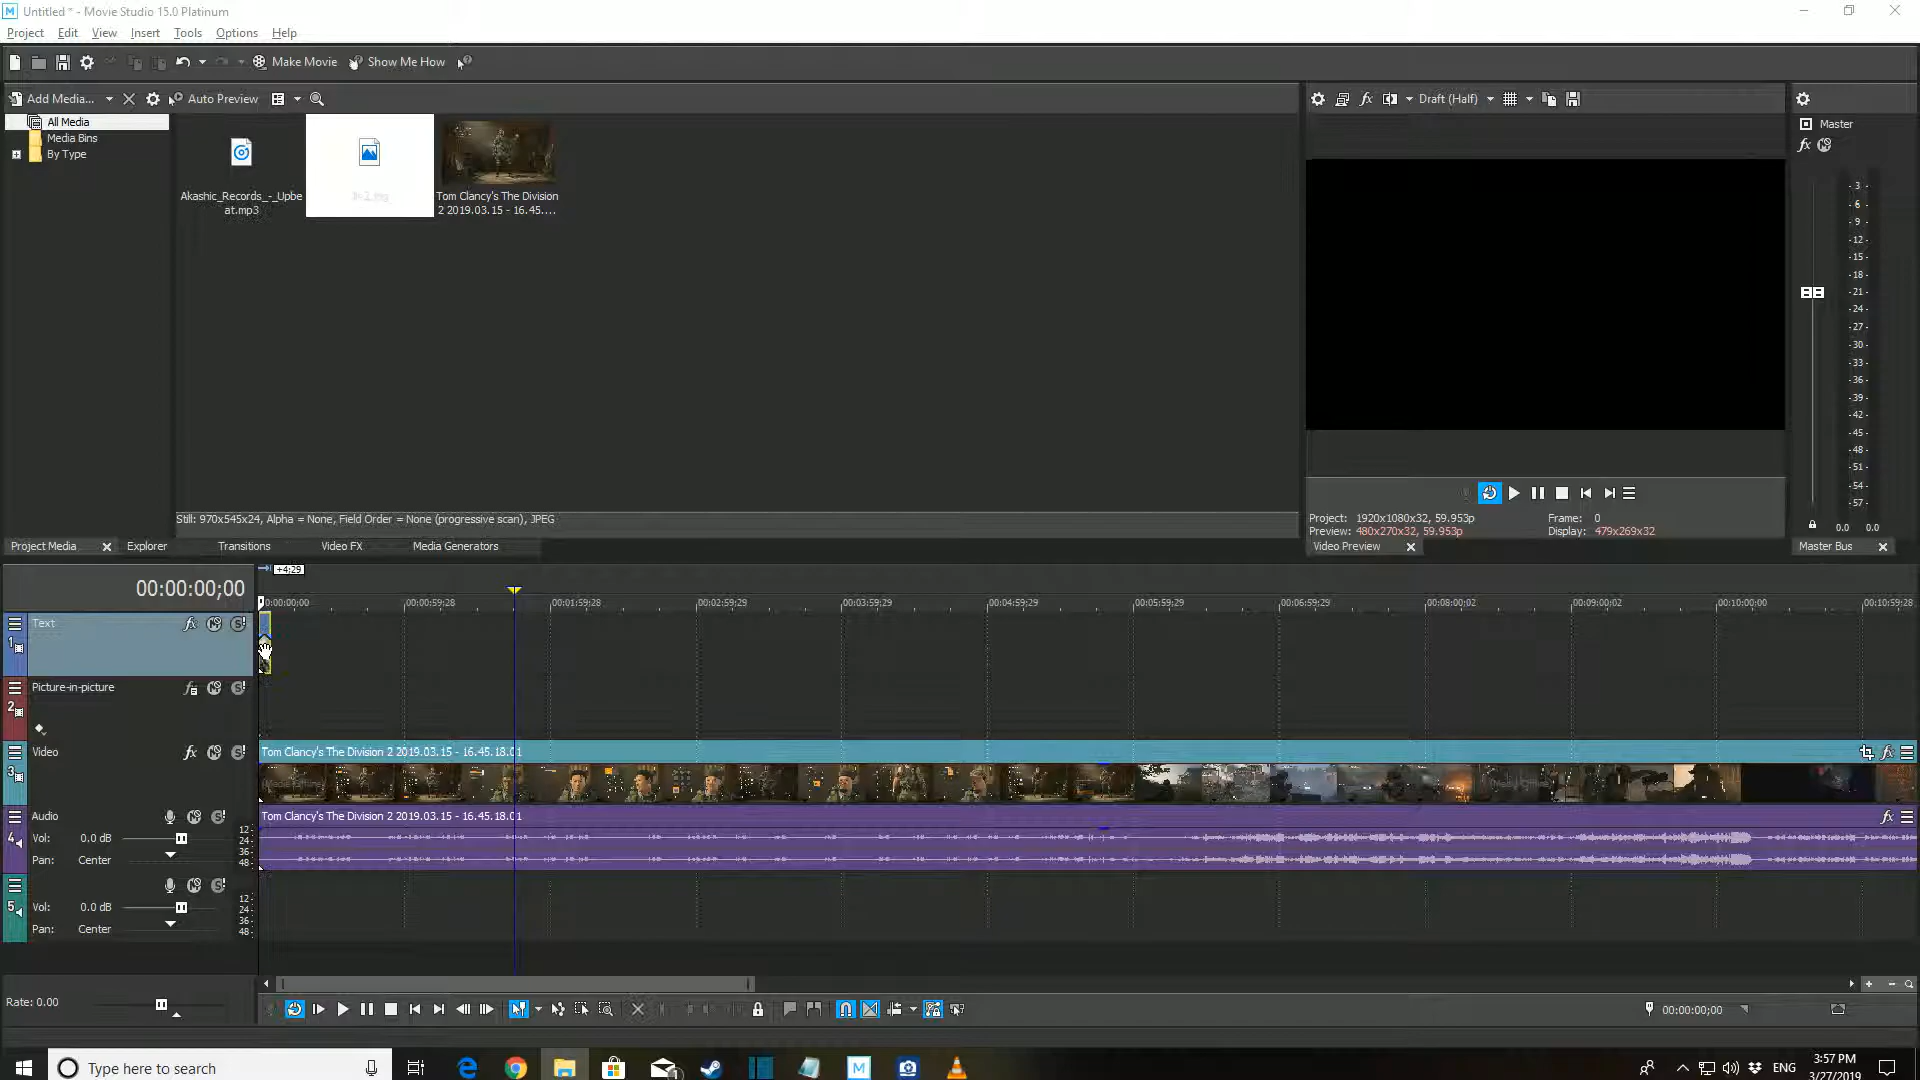 Untitled * - Movie Studio 15.0 Platinum
Project Edit View Insert Tools Options Help
Make Movie Show Me How
Add Media... Auto Preview
Draft (Half)
All Media
Media Bins
By Type
Master
Akashic_Records_-_Upbe
at.mp3
Tom Clancy's The Division
2 2019.03.15 - 16.45....
-3-
-6-
-9-
-12-
-15-
-18-
-21-
-24-
-27-
-30-
-33-
-36-
-39-
-42-
-45-
-48-
-51-
-54-
-57-
0.0 0.0
Still: 970x545x24, Alpha = None, Field Order = None (progressive scan), JPEG
Project: 1920x1080x32, 59.953p Frame: 0
Preview: 480x270x32, 59.953p Display: 479x269x32
Project Media Explorer Transitions Video FX Media Generators
Video Preview
Master Bus
+4;29
00:00:00;00
0:00:00;00 00:00:59;28 00:01:59;28 00:02:59;29 00:03:59;29 00:04:59;29 00:05:59;29 00:06:59;29 00:08:00;02 00:09:00;02 00:10:00;00 00:10:59;28
1 Text
2 Picture-in-picture
3 Video
Tom Clancy's The Division 2 2019.03.15 - 16.45.18.01
4 Audio
Vol: 0.0 dB
Pan: Center
12-
24-
36-
48-
Tom Clancy's The Division 2 2019.03.15 - 16.45.18.01
5
Vol: 0.0 dB
Pan: Center
12-
24-
36-
48-
Rate: 0.00
00:00:00;00
Type here to search
ENG
3:57 PM
3/27/2019